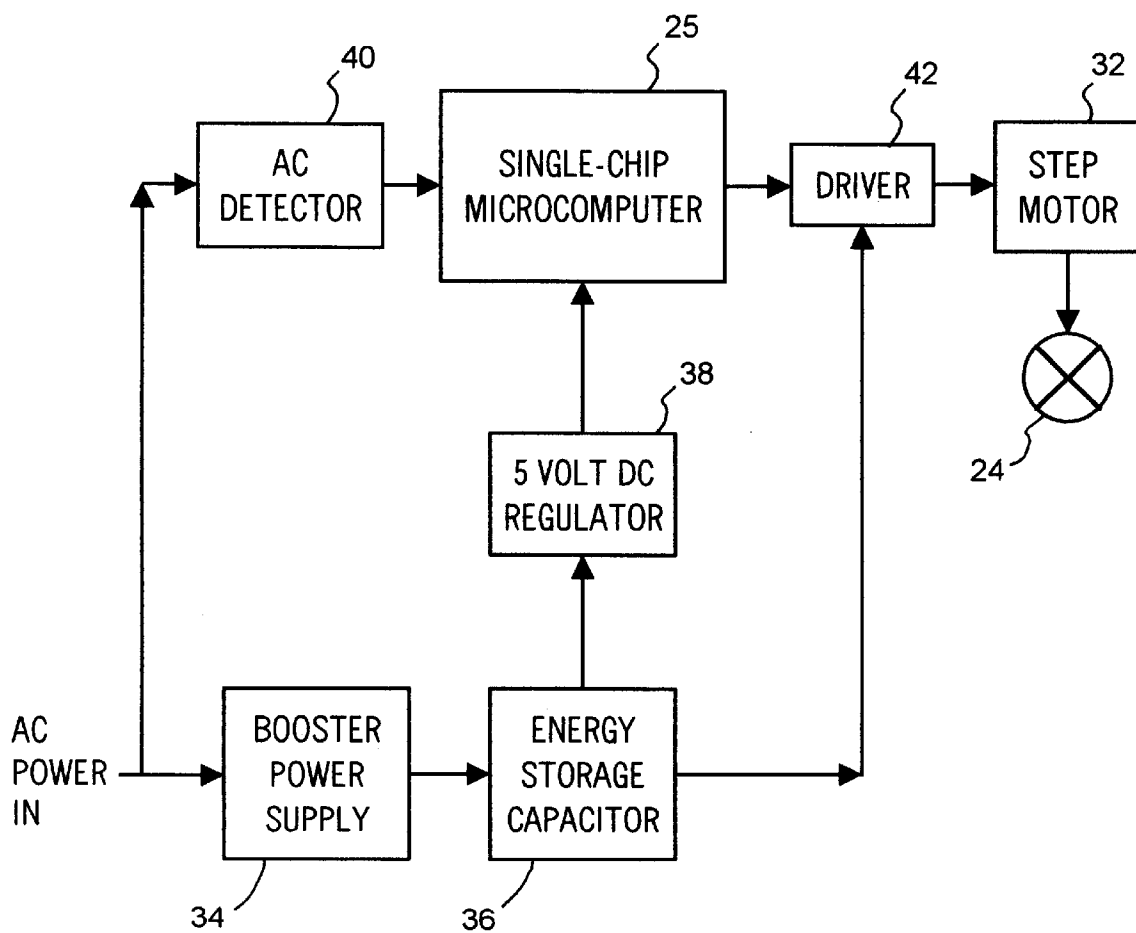 40
25
42
32
AC
DETECTOR
SINGLE-CHIP
MICROCOMPUTER
DRIVER
STEP
MOTOR
38
24
5 VOLT DC
REGULATOR
AC
POWER
IN
BOOSTER
POWER
SUPPLY
ENERGY
STORAGE
CAPACITOR
34
36